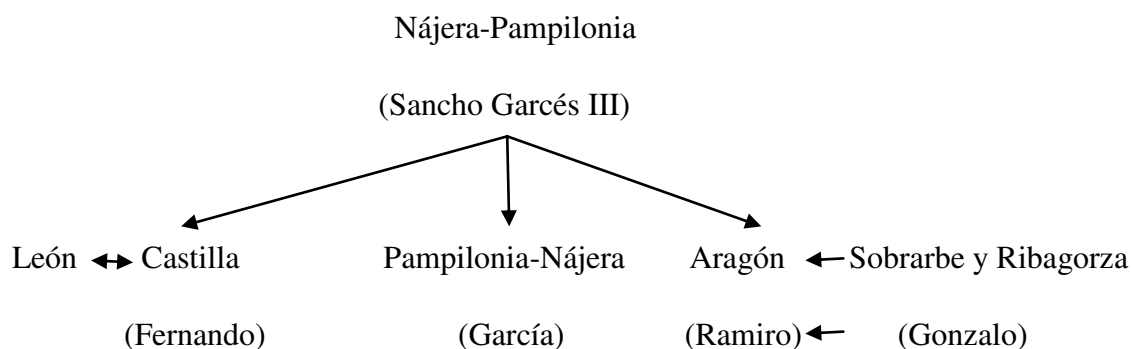 Nájera-Pampilonia
(Sancho Garcés III)
León Castilla Pampilonia-Nájera Aragón Sobrarbe y Ribagorza
(Fernando) (García) (Ramiro) (Gonzalo)